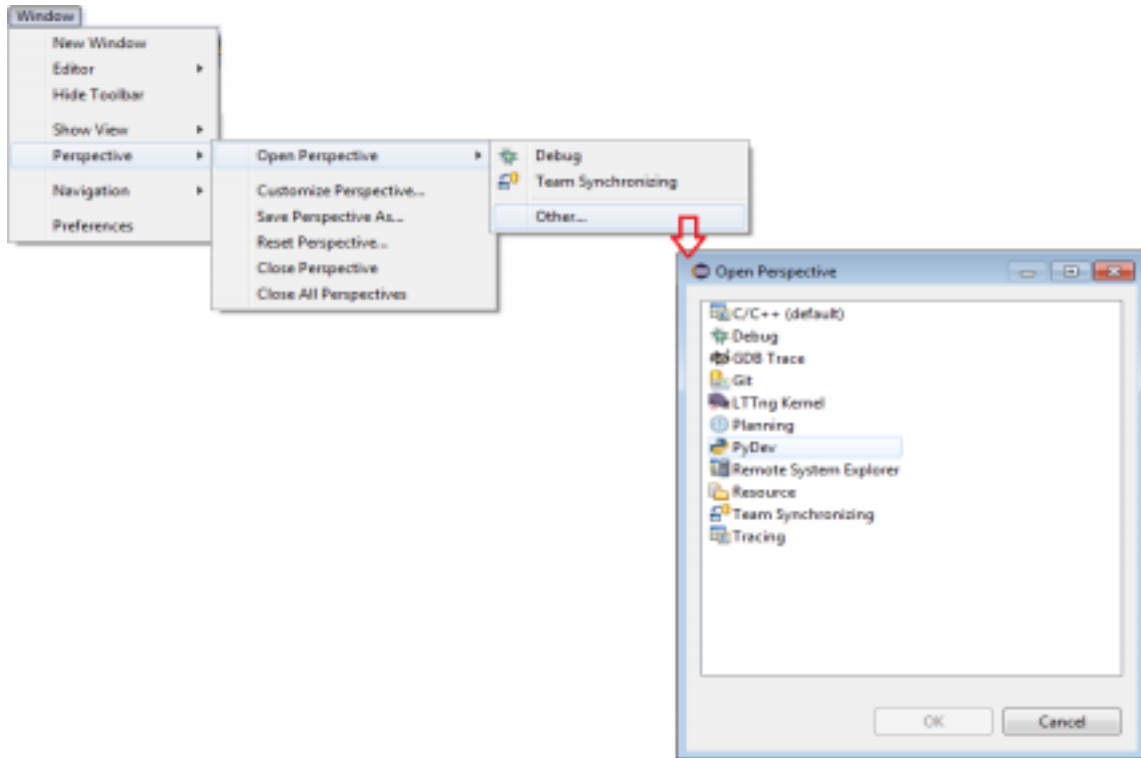 Window
New Window
Editor
Hide Toolbar
Show View
Perspective
Navigation
Preferences
Open Perspective
Customize Perspective...
Save Perspective As...
Reset Perspective...
Close Perspective
Close All Perspectives
Debug
Team Synchronizing
Other...
Open Perspective
C/C++ (default)
Debug
GDB Trace
Git
LTTng Kernel
Planning
PyDev
Remote System Explorer
Resource
Team Synchronizing
Tracing
OK
Cancel